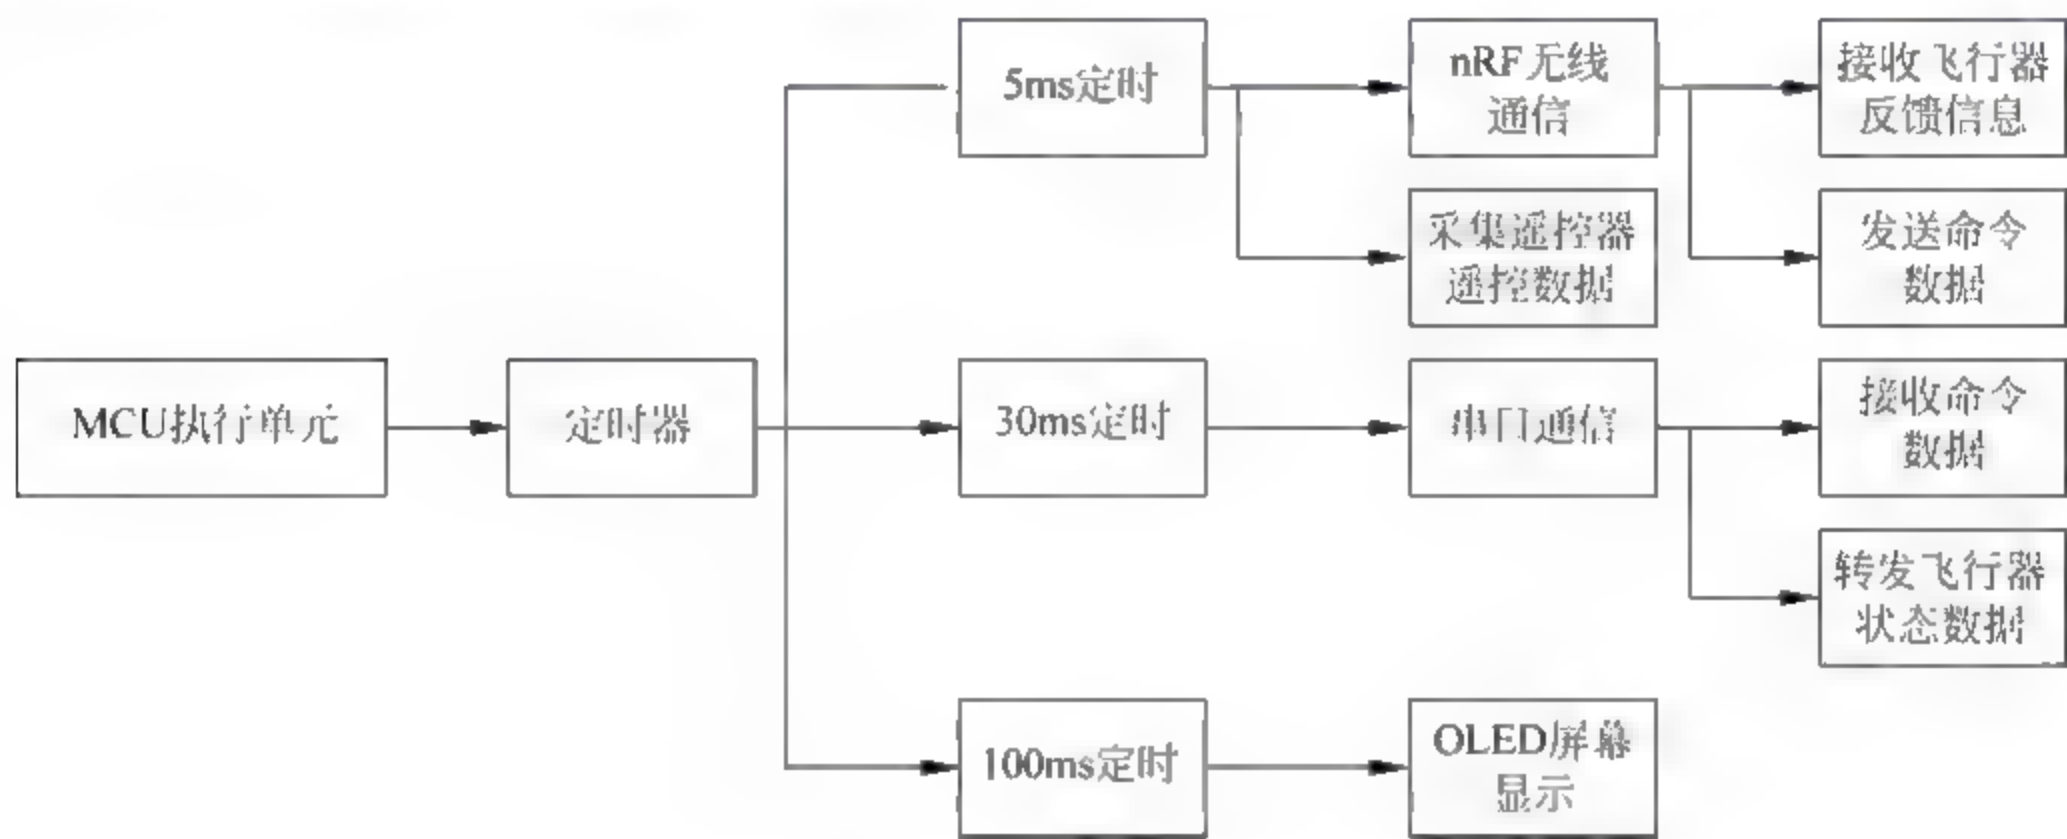 5ms定时
nRF无线
通信
接收飞行器
反馈信息
采集遥控器
遥控数据
发送命令
数据
MCU执行单元
定时器
30ms定时
串口通信
接收命令
数据
转发飞行器
状态数据
100ms定时
OLED屏幕
显示